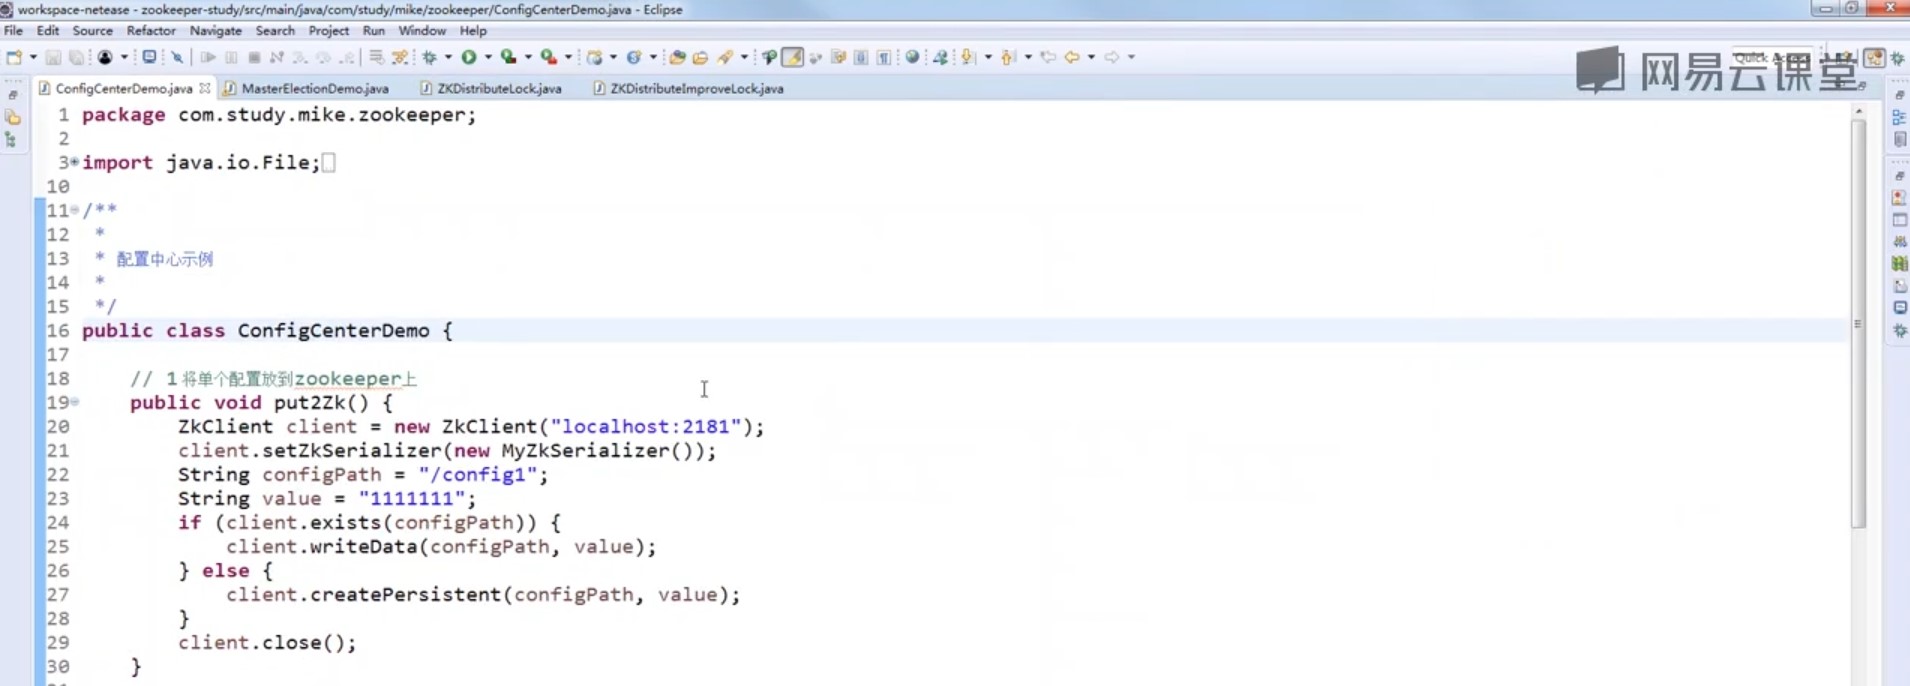 workspace-netease - zookeeper-study/src/main/java/com/study/mike/zookeeper/ConfigCenterDemo.java - Eclipse
File Edit Source Refactor Navigate Search Project Run Window Help
Quick Access
网易云课堂
ConfigCenterDemo.java MasterElectionDemo.java ZKDistributeLock.java ZKDistributeImproveLock.java
1 package com.study.mike.zookeeper;
2
3 import java.io.File;
10
11 /**
12 *
13 * 配置中心示例
14 *
15 */
16 public class ConfigCenterDemo {
17
18 // 1 将单个配置放到zookeeper上
19 public void put2Zk() {
20 ZkClient client = new ZkClient("localhost:2181");
21 client.setZkSerializer(new MyZkSerializer());
22 String configPath = "/config1";
23 String value = "1111111";
24 if (client.exists(configPath)) {
25 client.writeData(configPath, value);
26 } else {
27 client.createPersistent(configPath, value);
28 }
29 client.close();
30 }